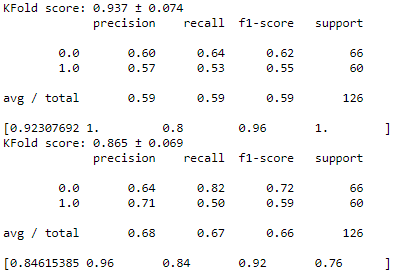 KFold score: 0.937 ± 0.074
precision recall f1-score support
0.0 0.60 0.64 0.62 66
1.0 0.57 0.53 0.55 60
avg / total 0.59 0.59 0.59 126
[0.92307692 1. 0.8 0.96 1. ]
KFold score: 0.865 ± 0.069
precision recall f1-score support
0.0 0.64 0.82 0.72 66
1.0 0.71 0.50 0.59 60
avg / total 0.68 0.67 0.66 126
[0.84615385 0.96 0.84 0.92 0.76 ]